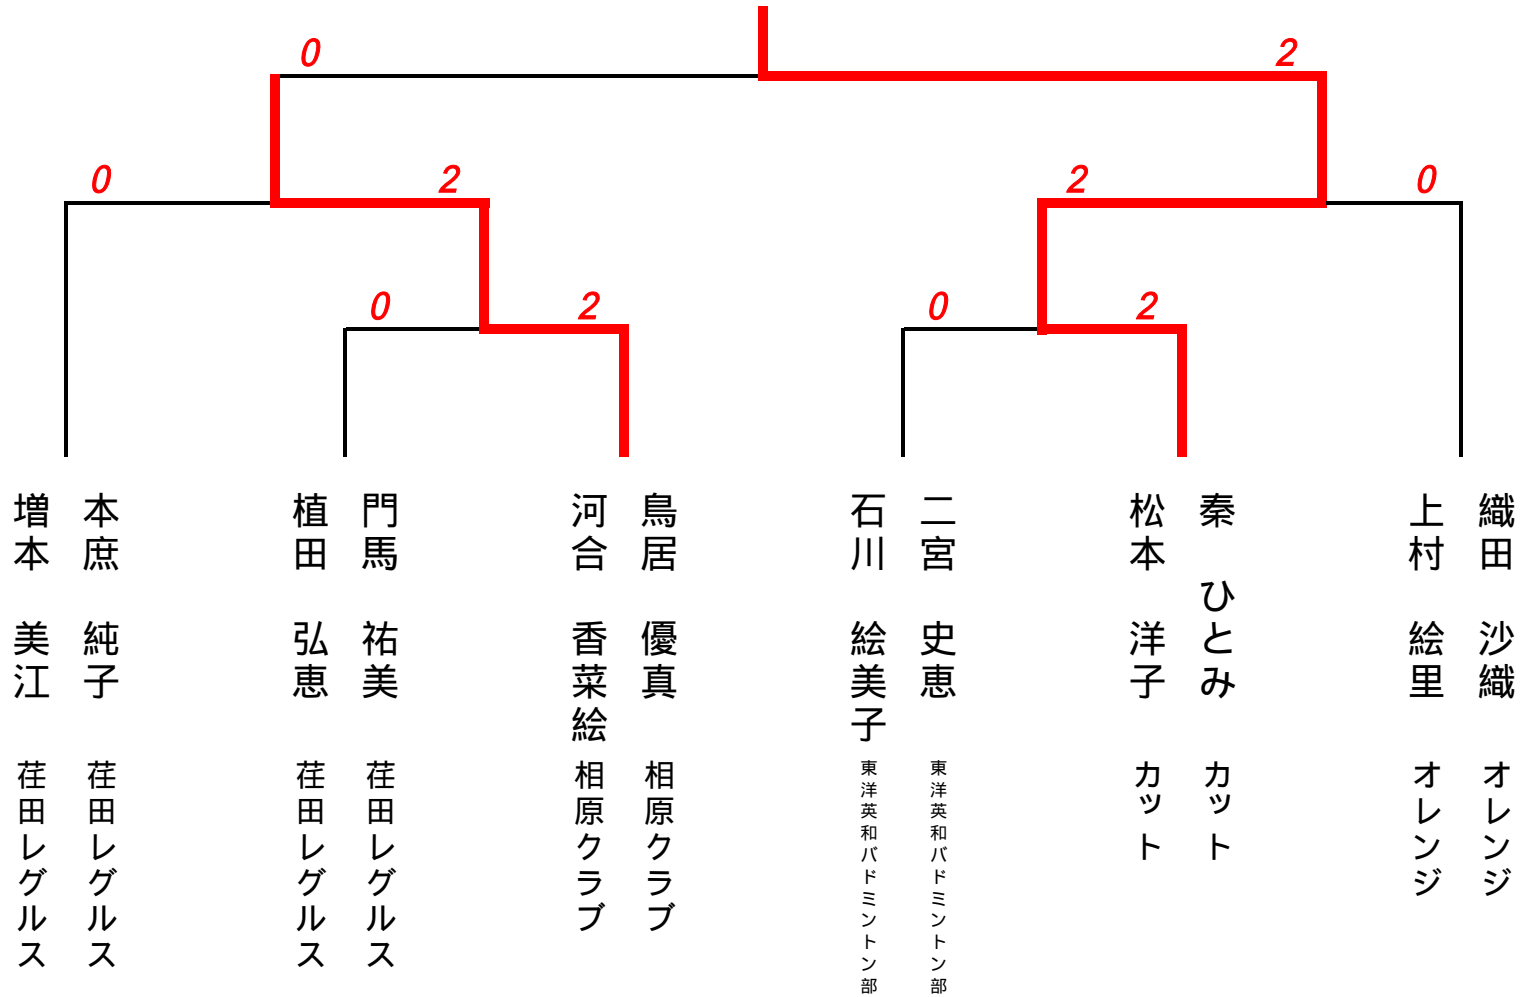 0
2
0
2
2
0
0
2
0
2
増本　美江
本庶　純子
植田　弘恵
門馬　祐美
河合　香菜絵
鳥居　優真
石川　絵美子
二宮　史恵
松本　洋子
秦　ひとみ
上村　絵里
織田　沙織
荏田レグルス
荏田レグルス
荏田レグルス
荏田レグルス
相原クラブ
相原クラブ
東洋英和バドミントン部
東洋英和バドミントン部
カット
カット
オレンジ
オレンジ